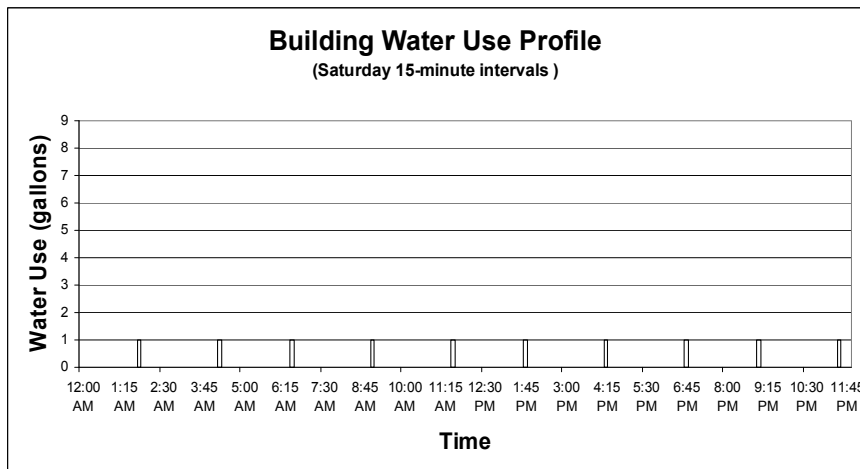 Building Water Use Profile
(Saturday 15-minute intervals )
Water Use (gallons)
9
8
7
6
5
4
3
2
1
0
12:00 1:15 2:30 3:45 5:00 6:15 7:30 8:45 10:00 11:15 12:30 1:45 3:00 4:15 5:30 6:45 8:00 9:15 10:30 11:45
AM AM AM AM AM AM AM AM AM AM PM PM PM PM PM PM PM PM PM PM
Time